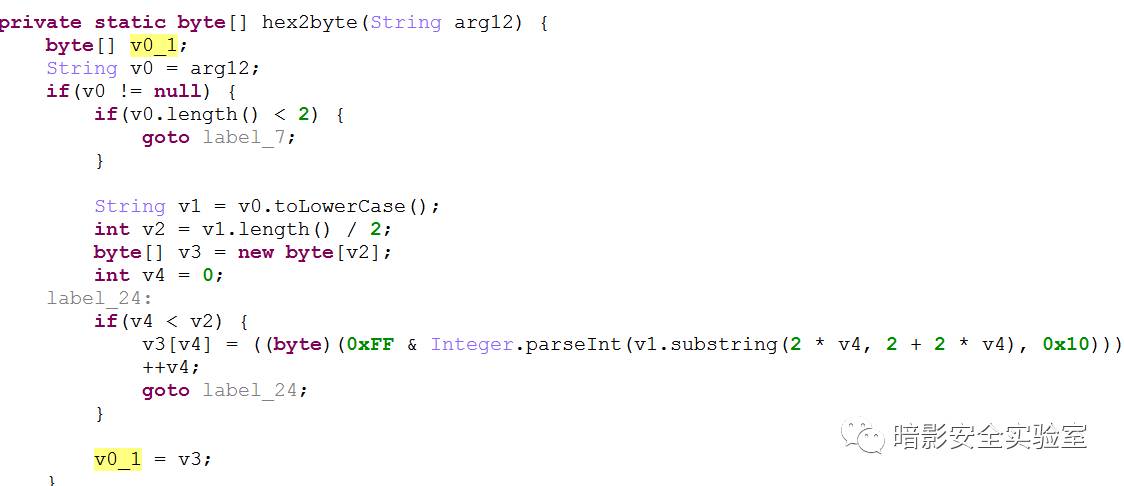 private static byte[] hex2byte(String arg12) {
    byte[] v0_1;
    String v0 = arg12;
    if(v0 != null) {
        if(v0.length() < 2) {
            goto label_7;
        }

        String v1 = v0.toLowerCase();
        int v2 = v1.length() / 2;
        byte[] v3 = new byte[v2];
        int v4 = 0;
    label_24:
        if(v4 < v2) {
            v3[v4] = ((byte)(0xFF & Integer.parseInt(v1.substring(2 * v4, 2 + 2 * v4), 0x10)))
            ++v4;
            goto label_24;
        }

        v0_1 = v3;
    }
暗影安全实验室